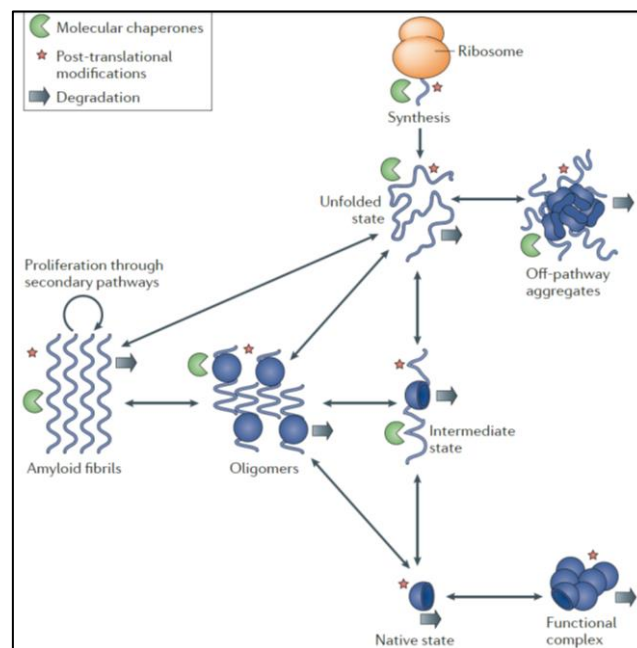 Molecular chaperones
Post-translational
modifications
Degradation
Ribosome
Synthesis
Unfolded
state
Off-pathway
aggregates
Proliferation through
secondary pathways
Amyloid fibrils
Oligomers
Intermediate
state
Native state
Functional
complex